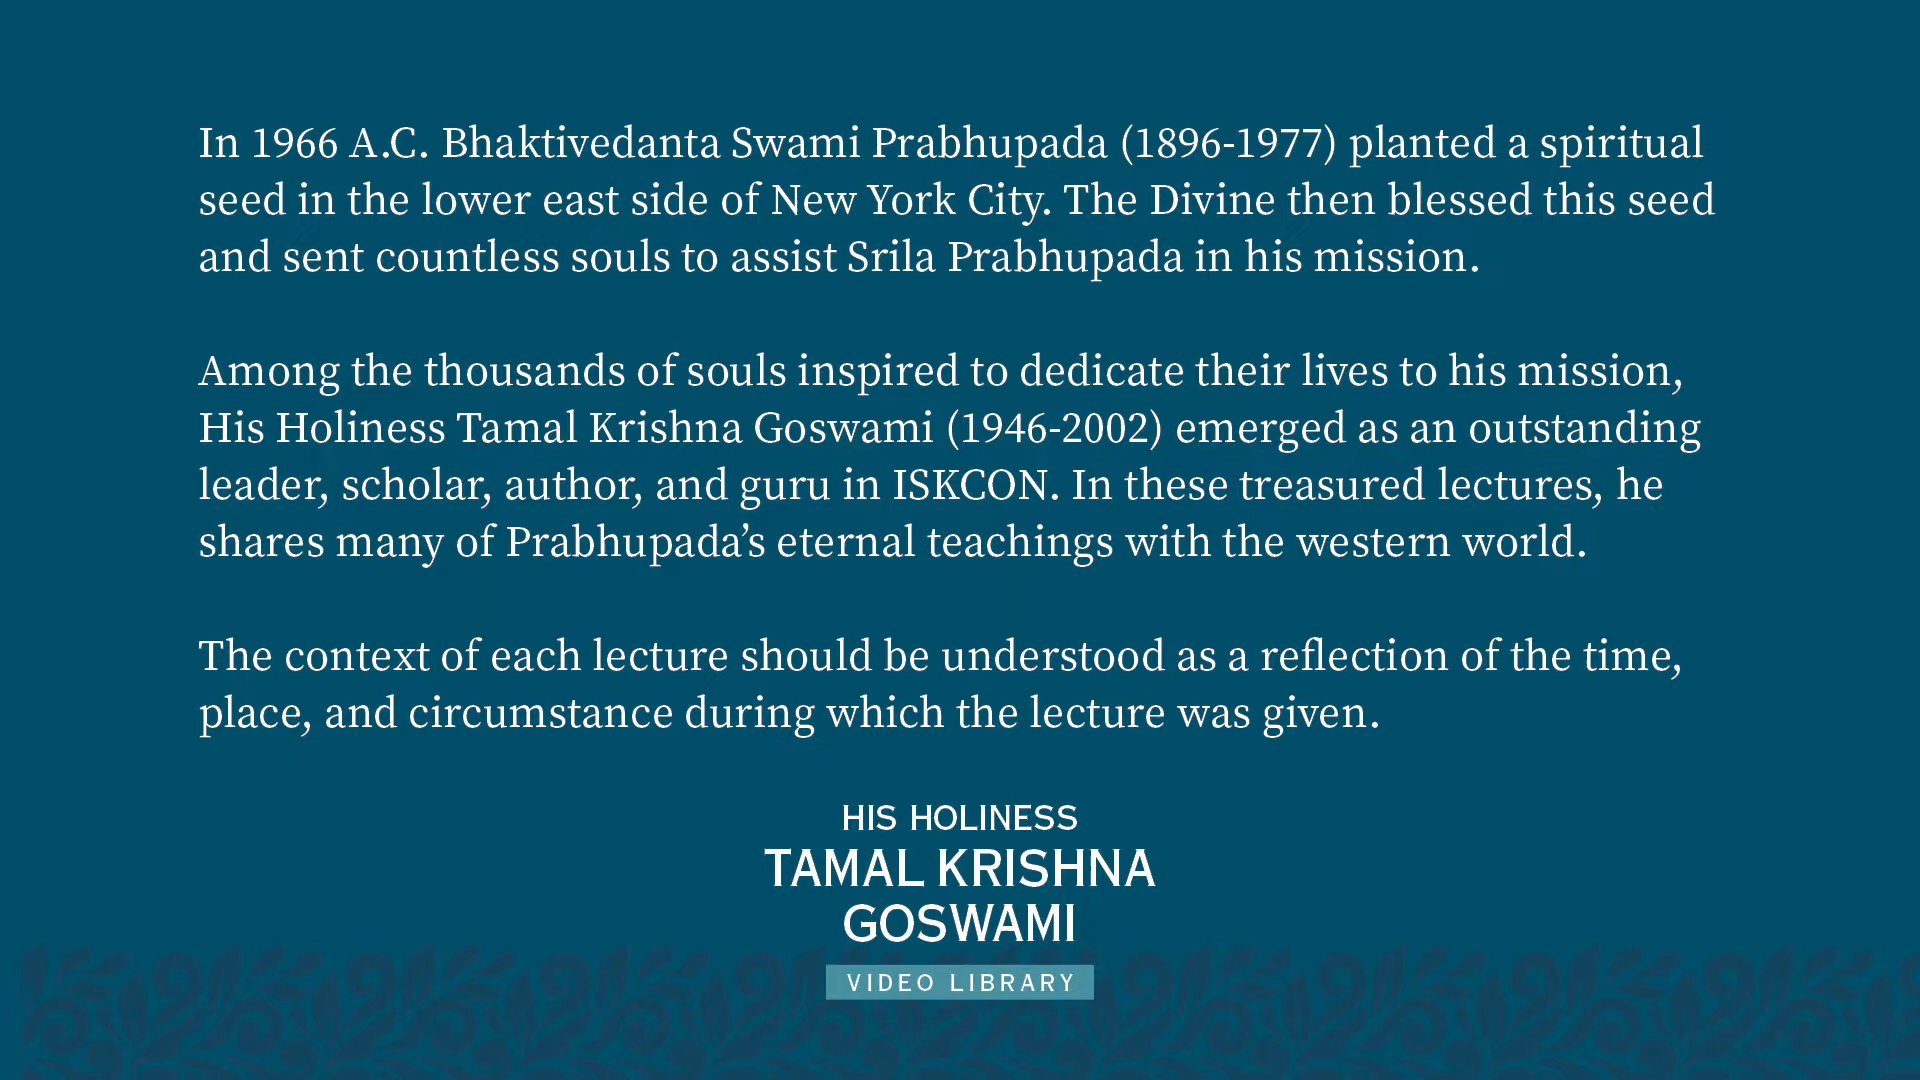 In 1966 A.C. Bhaktivedanta Swami Prabhupada (1896-1977) planted a spiritual
seed in the lower east side of New York City. The Divine then blessed this seed
and sent countless souls to assist Srila Prabhupada in his mission.
Among the thousands of souls inspired to dedicate their lives to his mission,
His Holiness Tamal Krishna Goswami (1946-2002) emerged as an outstanding
leader, scholar, author, and guru in ISKCON. In these treasured lectures, he
shares many of Prabhupada’s eternal teachings with the western world.
The context of each lecture should be understood as a reflection of the time,
place, and circumstance during which the lecture was given.
HIS HOLINESS
TAMAL KRISHNA
GOSWAMI
VIDEO LIBRARY